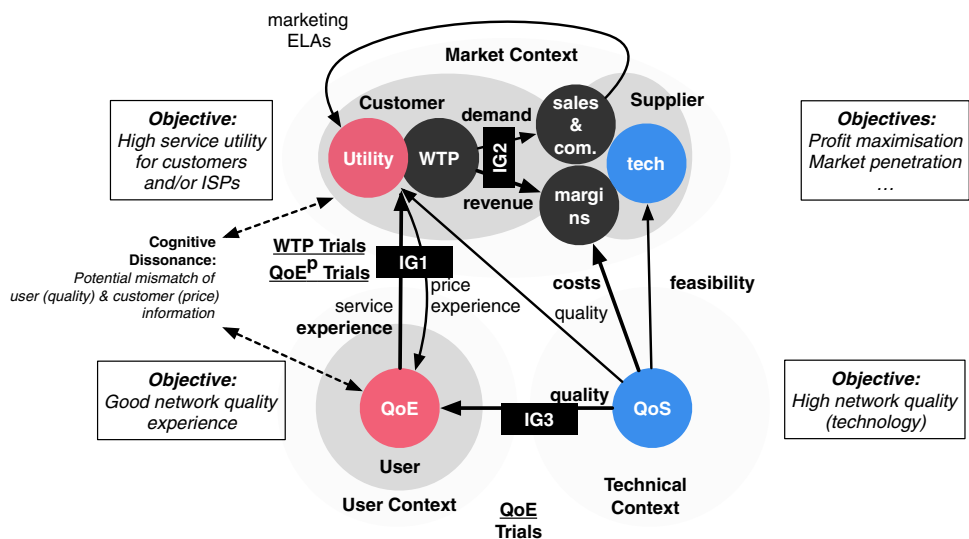 marketing
ELAs
Market Context
Objective:
High service utility
for customers
and/or ISPs
Customer
demand
Utility
WTP
IG2
revenue
sales
&
com.
margi
ns
Supplier
tech
Objectives:
Profit maximisation
Market penetration
...
Cognitive
Dissonance:
Potential mismatch of
user (quality) & customer (price)
information
WTP Trials
QoEᵖ Trials
IG1
service
experience
price
experience
costs
quality
feasibility
Objective:
Good network quality
experience
QoE
User
User Context
quality
IG3
QoS
Technical
Context
QoE
Trials
Objective:
High network quality
(technology)